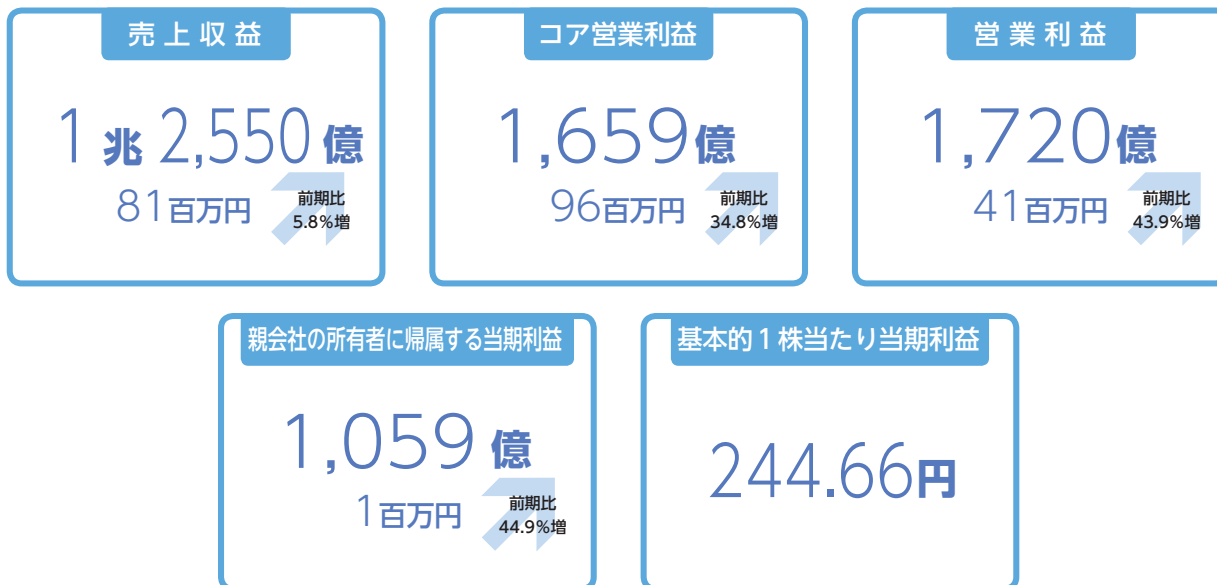 売上収益
1兆2,550億
81百万円
前期比
5.8%増
コア営業利益
1,659億
96百万円
前期比
34.8%増
営業利益
1,720億
41百万円
前期比
43.9%増
親会社の所有者に帰属する当期利益
1,059億
1百万円
前期比
44.9%増
基本的1株当たり当期利益
244.66円